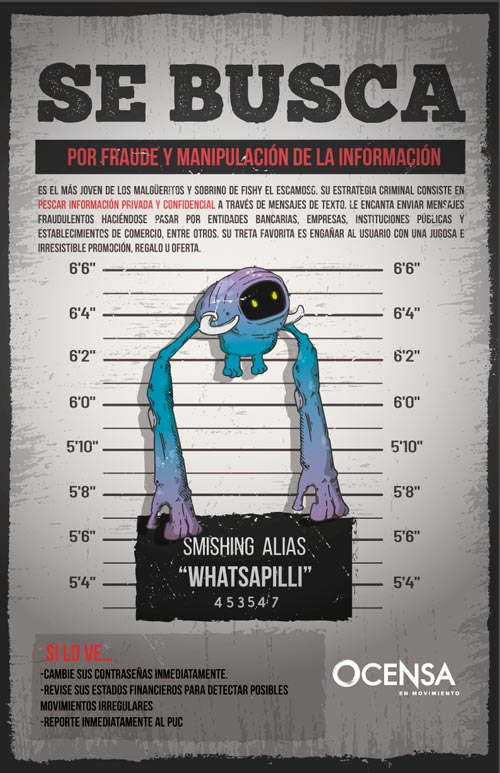 SE BUSCA
POR FRAUDE Y MANIPULACIÓN DE LA INFORMACIÓN
ES EL MÁS JOVEN DE LOS MALGÜERITOS Y SOBRINO DE FISHY EL ESCAMOSO. SU ESTRATEGIA CRIMINAL CONSISTE EN
PESCAR INFORMACIÓN PRIVADA Y CONFIDENCIAL A TRAVÉS DE MENSAJES DE TEXTO. LE ENCANTA ENVIAR MENSAJES
FRAUDULENTOS HACIÉNDOSE PASAR POR ENTIDADES BANCARIAS, EMPRESAS, INSTITUCIONES PÚBLICAS Y
ESTABLECIMIENTOS DE COMERCIO, ENTRE OTROS. SU TRETA FAVORITA ES ENGAÑAR AL USUARIO CON UNA JUGOSA E
IRRESISTIBLE PROMOCIÓN, REGALO U OFERTA.
6'6" 6'6"
6'4" 6'4"
6'2" 6'2"
6'0" 6'0"
5'10" 5'10"
5'8" 5'8"
5'6" 5'6"
5'4" 5'4"
SMISHING ALIAS
"WHATSAPILLI"
453547
SI LO VE...
-CAMBIE SUS CONTRASEÑAS INMEDIATAMENTE.
-REVISE SUS ESTADOS FINANCIEROS PARA DETECTAR POSIBLES
MOVIMIENTOS IRREGULARES
-REPORTE INMEDIATAMENTE AL PUC
OCENSA
EN MOVIMIENTO